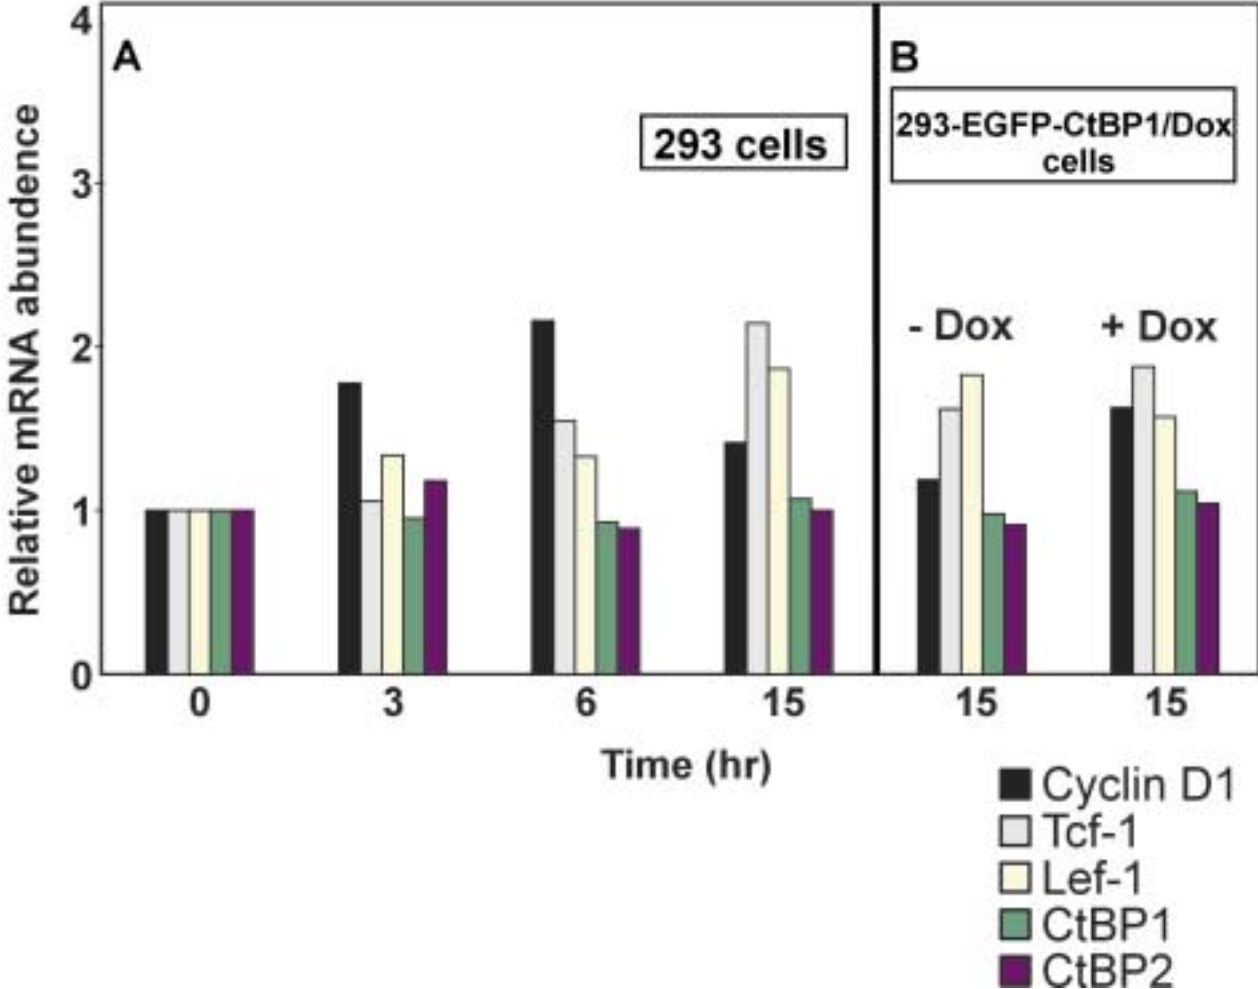 4
A
B
293-EGFP-CtBP1/Dox
cells
293 cells
3
Relative mRNA abundence
- Dox
+ Dox
2
1
0
0
3
6
15
15
15
Time (hr)
Cyclin D1
Tcf-1
Lef-1
CtBP1
CtBP2